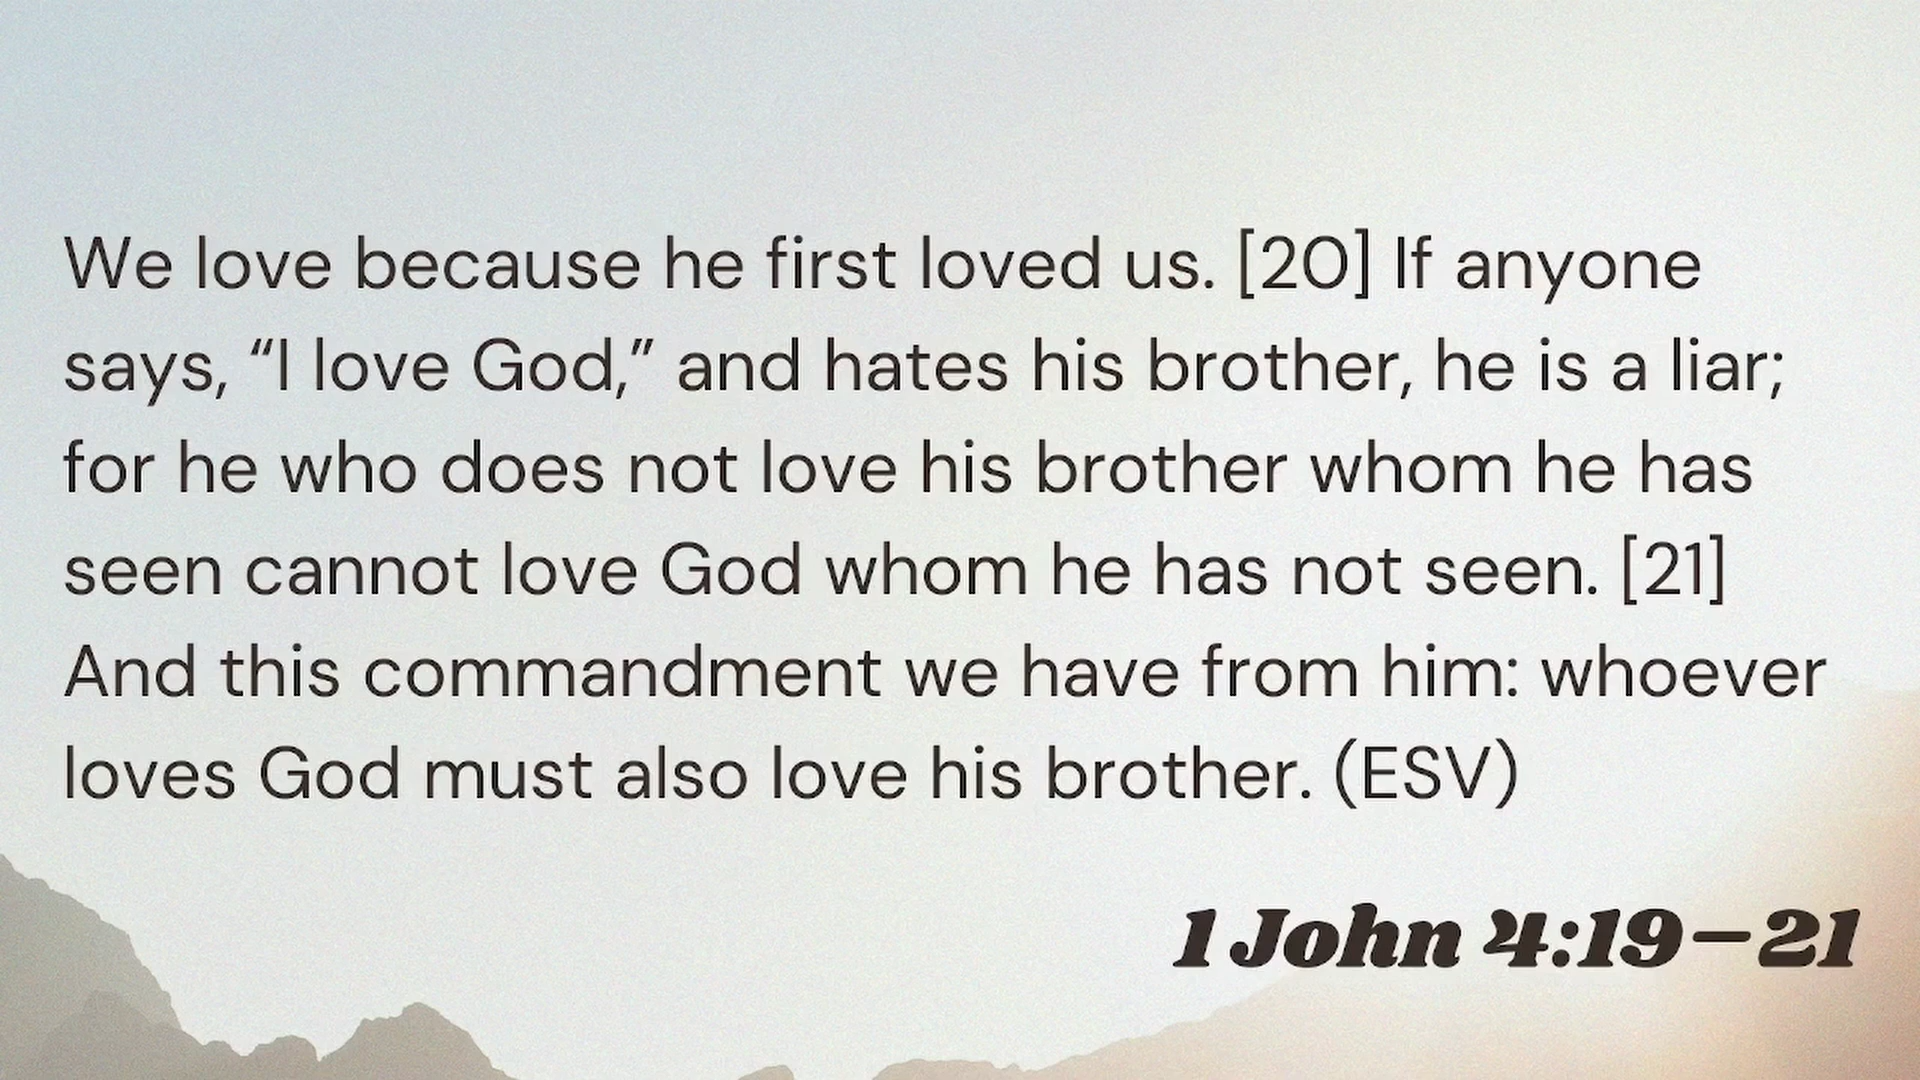 We love because he first loved us. [20] If anyone
says, “I love God,” and hates his brother, he is a liar;
for he who does not love his brother whom he has
seen cannot love God whom he has not seen. [21]
And this commandment we have from him: whoever
loves God must also love his brother. (ESV)
1 John 4:19–21